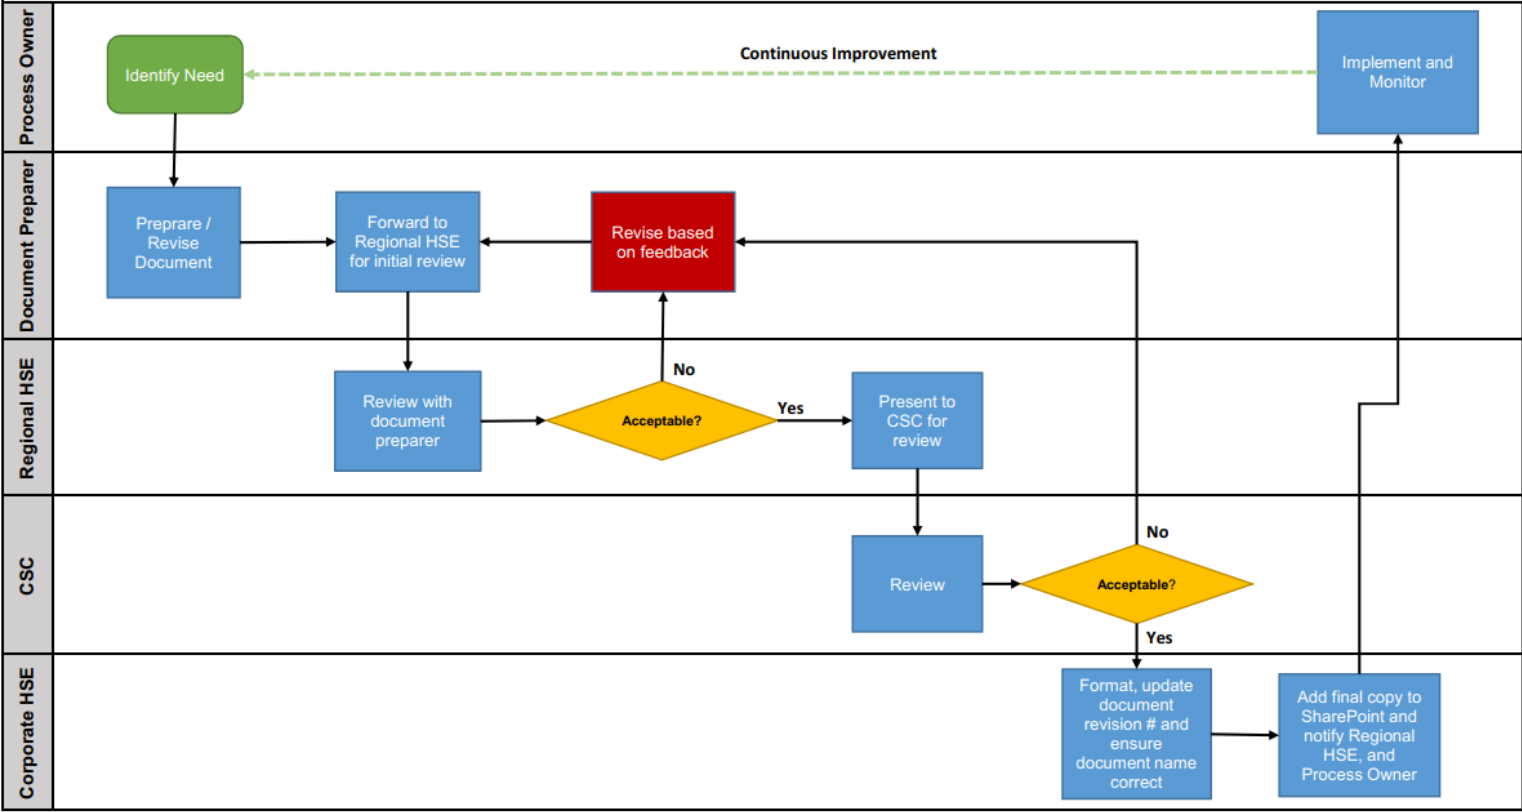 Process Owner
Identify Need
Continuous Improvement
Implement and
Monitor
Document Preparer
Preprare /
Revise
Document
Forward to
Regional HSE
for initial review
Revise based
on feedback
Regional HSE
Review with
document
preparer
Acceptable?
No
Yes
Present to
CSC for
review
CSC
Review
Acceptable?
No
Yes
Corporate HSE
Format, update
document
revision # and
ensure
document name
correct
Add final copy to
SharePoint and
notify Regional
HSE, and
Process Owner